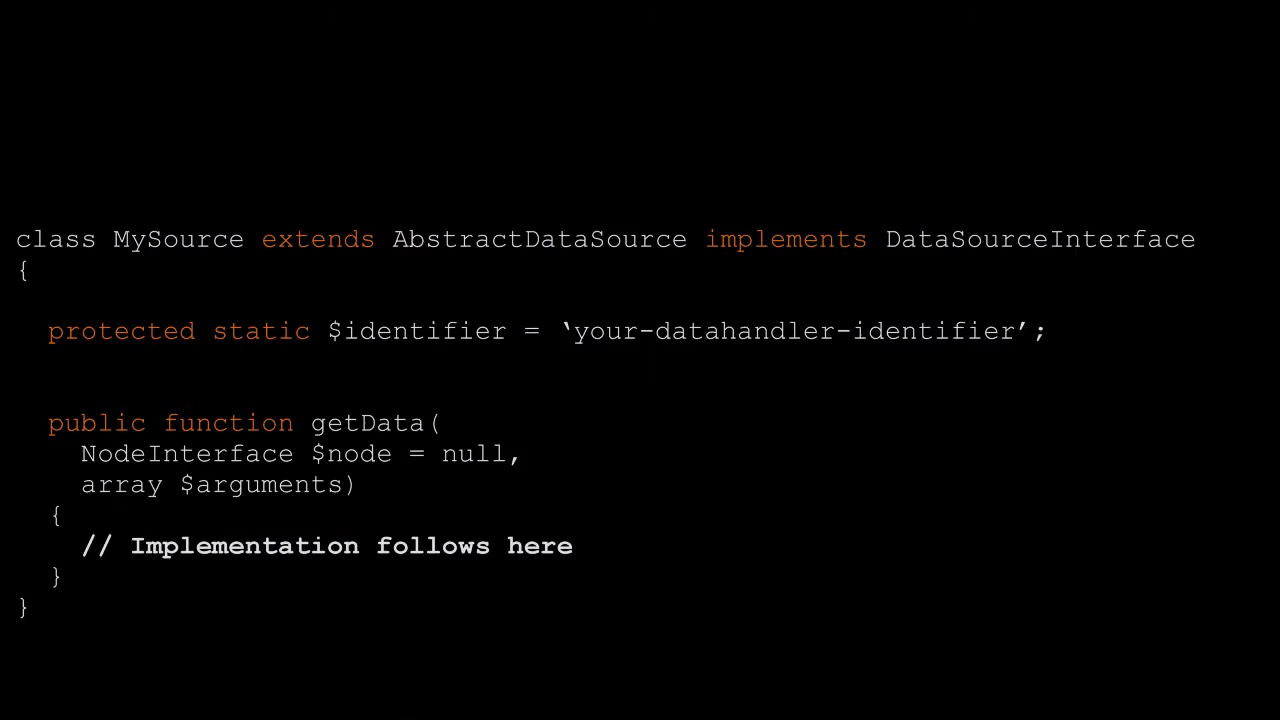 class MySource extends AbstractDataSource implements DataSourceInterface
{
protected static $identifier = ‘your-datahandler-identifier’;
public function getData(
NodeInterface $node = null,
array $arguments)
{
// Implementation follows here
}
}